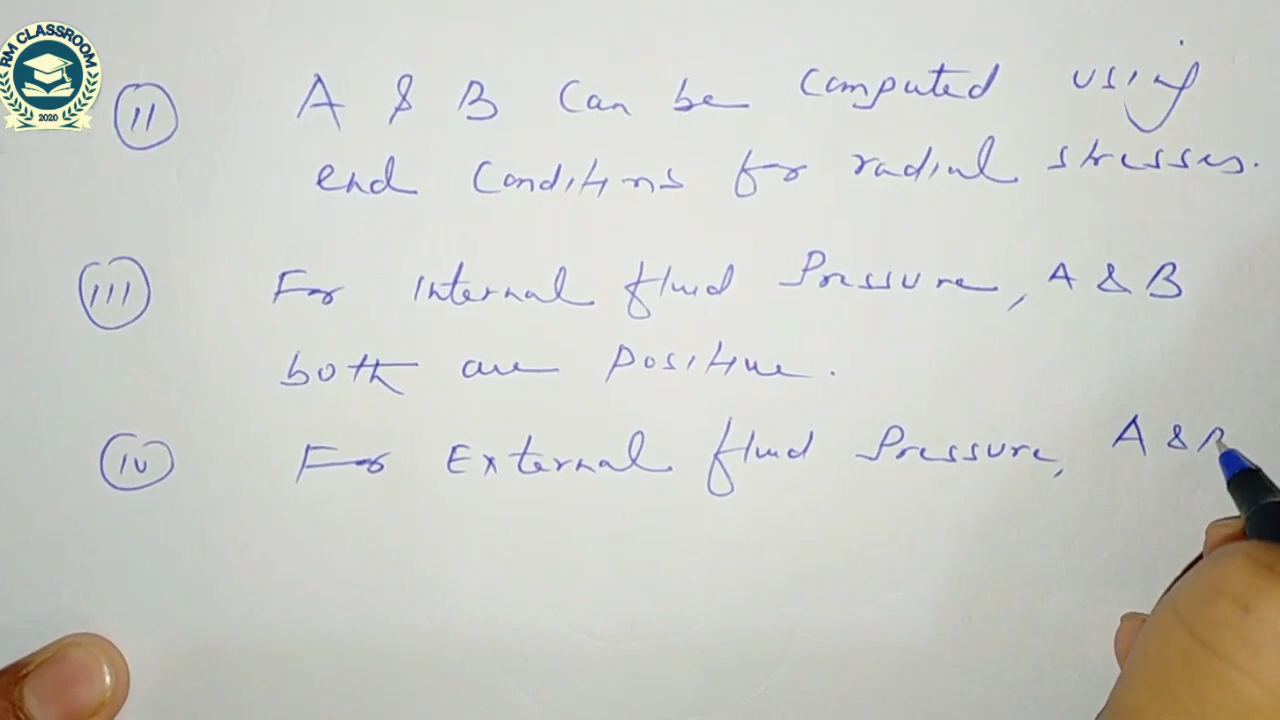 RM CLASSROOM
2020
(ii) A & B Can be Computed using
end Conditions for radial stresses.
(iii) For Internal fluid Pressure, A & B
both are positive.
(iv) For External fluid Pressure, A & B